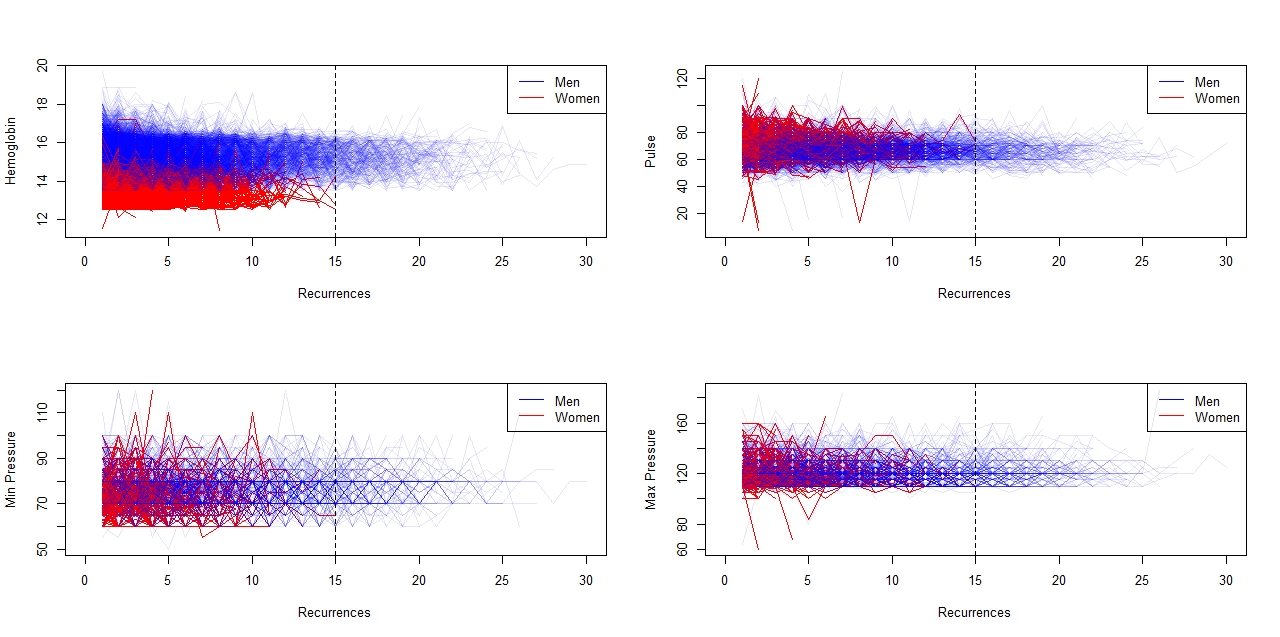 Hemoglobin
20
18
16
14
12
Men
Women
0 5 10 15 20 25 30
Recurrences
Pulse
120
80
60
40
20
Men
Women
0 5 10 15 20 25 30
Recurrences
Min Pressure
110
90
70
50
Men
Women
0 5 10 15 20 25 30
Recurrences
Max Pressure
160
120
80
60
Men
Women
0 5 10 15 20 25 30
Recurrences